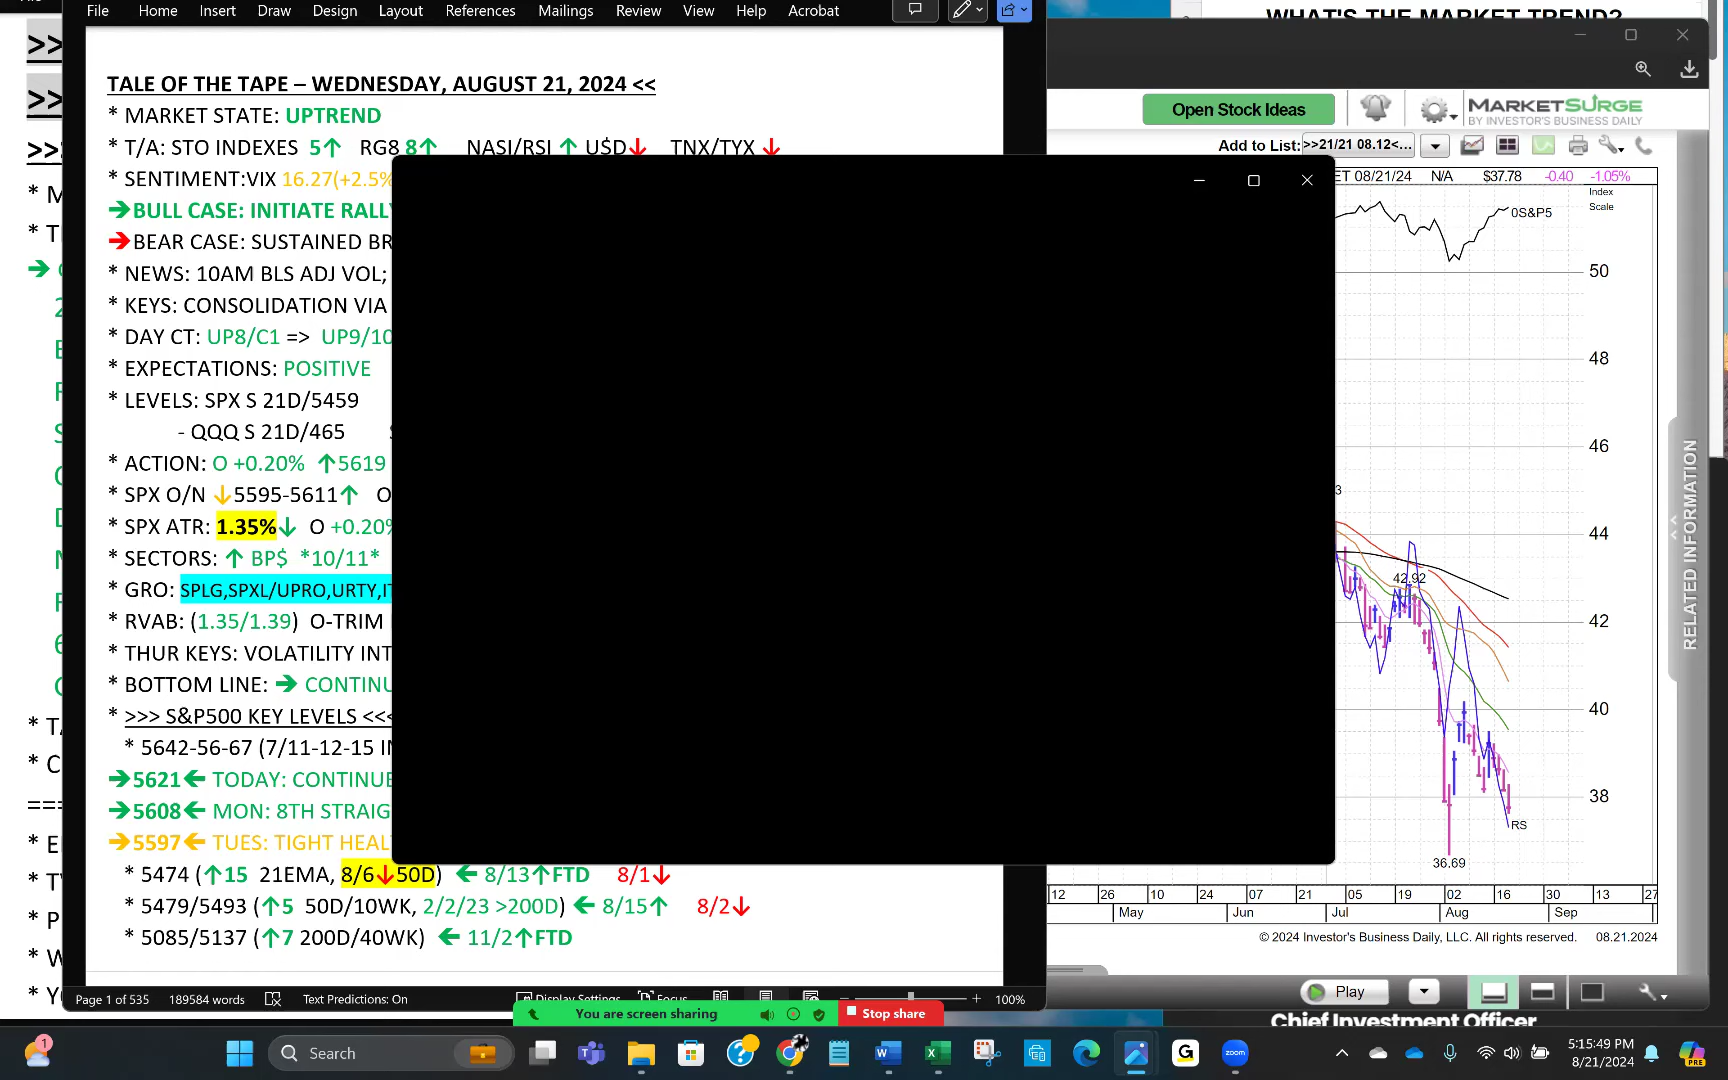 File Home Insert Draw Design Layout References Mailings Review View Help Acrobat
TALE OF THE TAPE – WEDNESDAY, AUGUST 21, 2024 <<
* MARKET STATE: UPTREND
* T/A: STO INDEXES 5↑ RG8 8↑ NASI/RSI ↑ U$D↓ TNX/TYX ↓
* SENTIMENT:VIX 16.27(+2.5%
➔BULL CASE: INITIATE RALL
➔BEAR CASE: SUSTAINED BR
* NEWS: 10AM BLS ADJ VOL;
* KEYS: CONSOLIDATION VIA
* DAY CT: UP8/C1 => UP9/10
* EXPECTATIONS: POSITIVE
* LEVELS: SPX S 21D/5459
- QQQ S 21D/465
* ACTION: O +0.20% ↑5619
* SPX O/N ↓5595-5611↑ O
* SPX ATR: 1.35%↓ O +0.20%
* SECTORS: ↑ BP$ *10/11*
* GRO: SPLG,SPXL/UPRO,URTY,IT
* RVAB: (1.35/1.39) O-TRIM
* THUR KEYS: VOLATILITY INT
* BOTTOM LINE: ➔ CONTINU
* >>> S&P500 KEY LEVELS <<<
* 5642-56-67 (7/11-12-15 I
➔5621← TODAY: CONTINUE
➔5608← MON: 8TH STRAIG
➔5597← TUES: TIGHT HEAL
* 5474 (↑15 21EMA, 8/6↓50D) ← 8/13↑FTD 8/1↓
* 5479/5493 (↑5 50D/10WK, 2/2/23 >200D) ← 8/15↑ 8/2↓
* 5085/5137 (↑7 200D/40WK) ← 11/2↑FTD
Page 1 of 535 189584 words Text Predictions: On Display Settings Focus 100%
You are screen sharing Stop share
WHAT'S THE MARKET TREND?
Open Stock Ideas
MARKETSURGE
BY INVESTOR'S BUSINESS DAILY
Add to List: >>21/21 08.12<...
ET 08/21/24 N/A $37.78 -0.40 -1.05%
Index
Scale
0S&P5
50
48
46
44
42.92
42
40
38
RS
36.69
12 26 10 24 07 21 05 19 02 16 30 13 27
May Jun Jul Aug Sep
© 2024 Investor's Business Daily, LLC. All rights reserved. 08.21.2024
RELATED INFORMATION
Play
Chief Investment Officer
Search
zoom
5:15:49 PM
8/21/2024